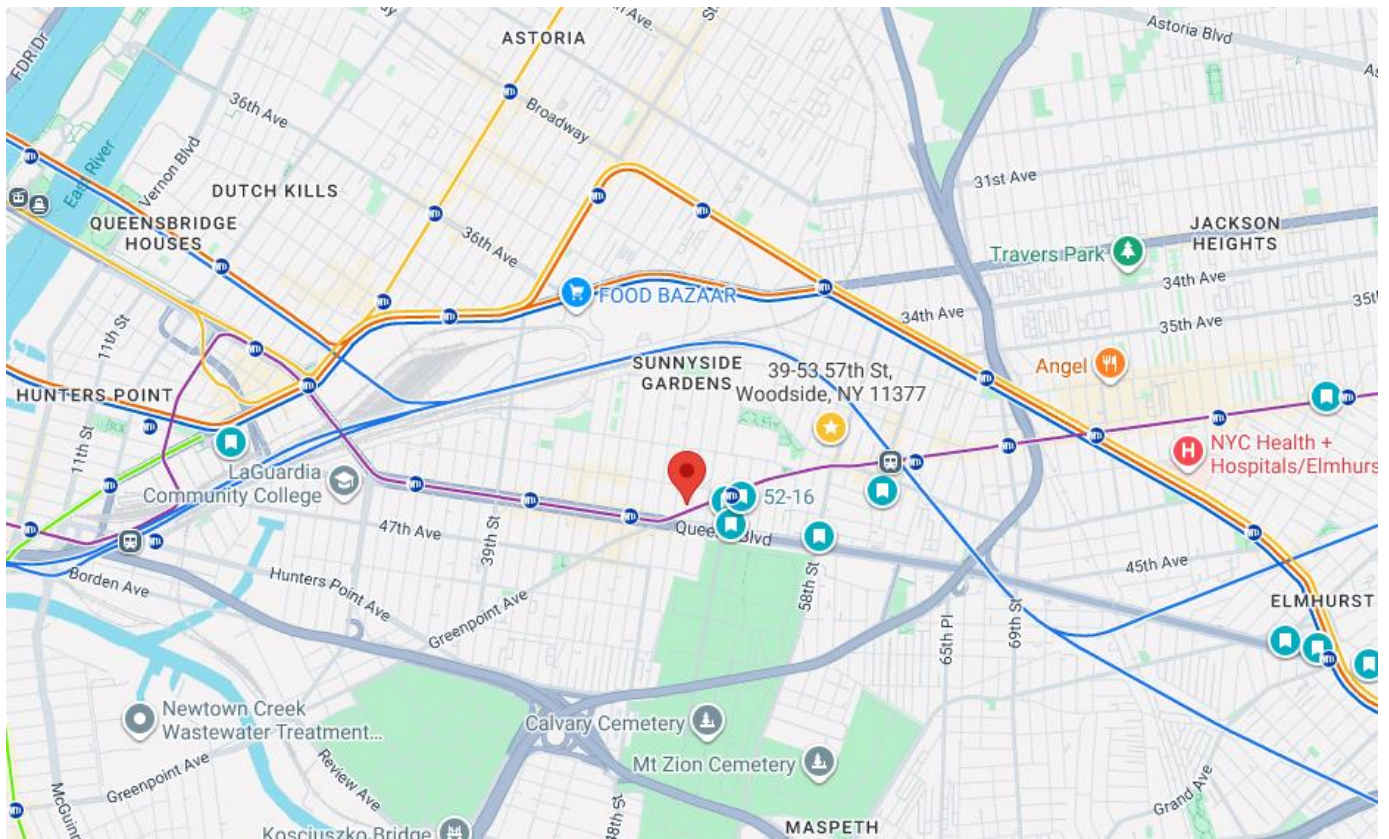 FDR Dr
East River
Vernon Blvd
36th Ave
ASTORIA
Broadway
Astoria Blvd
DUTCH KILLS
QUEENSBRIDGE
HOUSES
36th Ave
31st Ave
JACKSON
HEIGHTS
Travers Park
34th Ave
FOOD BAZAAR
34th Ave
35th Ave
11th St
HUNTERS POINT
SUNNYSIDE
GARDENS
39-53 57th St,
Woodside, NY 11377
Angel
11th St
LaGuardia
Community College
NYC Health +
Hospitals/Elmhurs
52-16
47th Ave
39th St
Queens Blvd
Borden Ave
Hunters Point Ave
Greenpoint Ave
58th St
65th Pl
69th St
45th Ave
ELMHURST
Newtown Creek
Wastewater Treatment...
Calvary Cemetery
Mt Zion Cemetery
Greenpoint Ave
Review Ave
48th St
Grand Ave
McGuinn
Kosciuszko Bridge
MASPETH